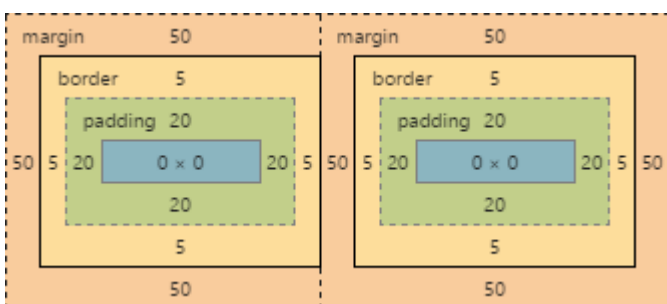 margin 50 margin 50
border 5 border 5
padding 20 padding 20
50 5 20 0 × 0 20 5 50 5 20 0 × 0 20 5 50
20 20
5 5
50 50